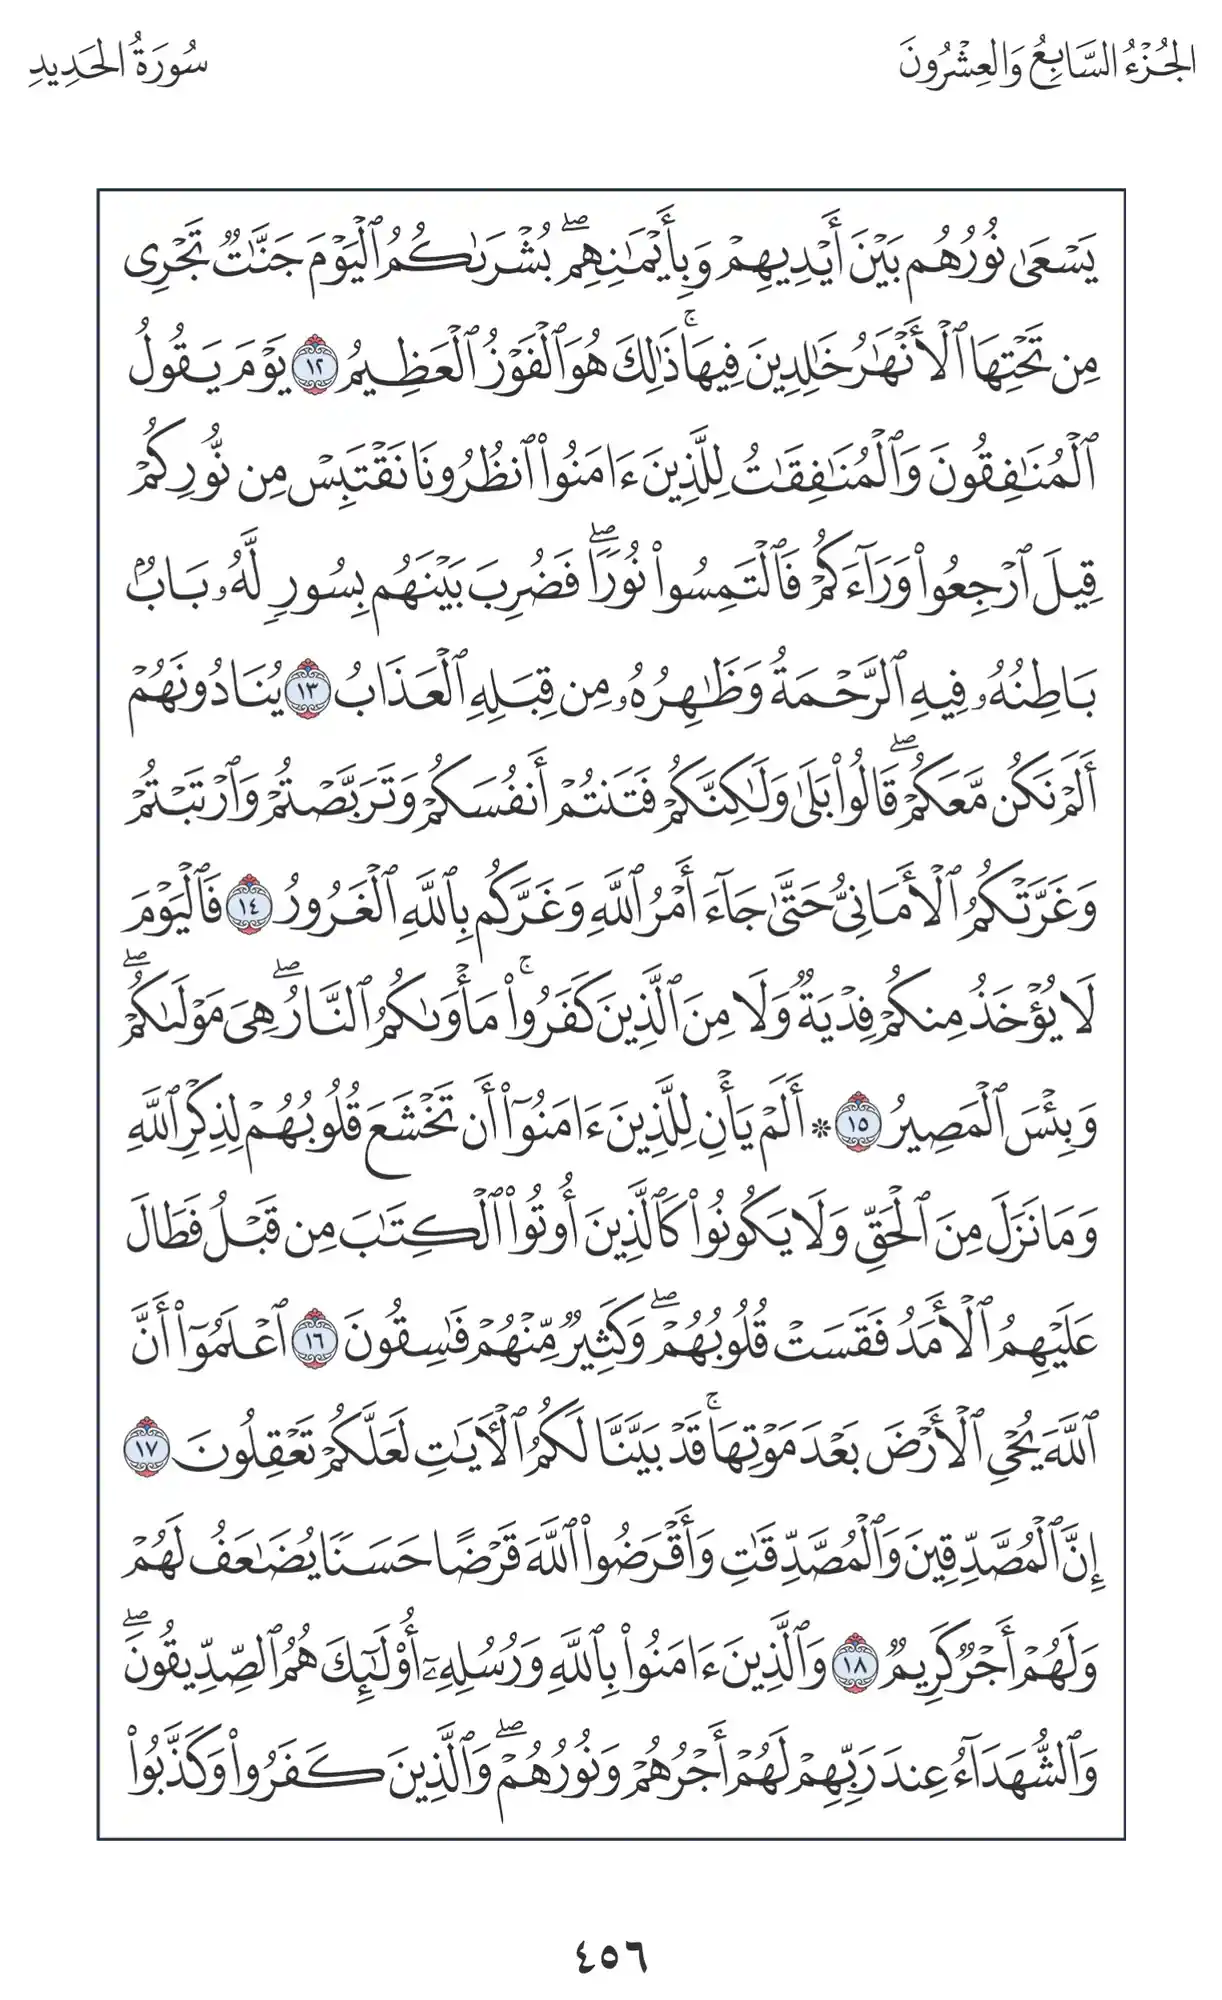 الجُزْءُ السَّابِعُ وَالعِشْرُونَ
سُورَةُ الحَدِيدِ
يَسْعَىٰ نُورُهُم بَيْنَ أَيْدِيهِمْ وَبِأَيْمَٰنِهِمۖ بُشْرَىٰكُمُ ٱلْيَوْمَ جَنَّٰتٌ تَجْرِى
مِن تَحْتِهَا ٱلْأَنْهَٰرُ خَٰلِدِينَ فِيهَاۚ ذَٰلِكَ هُوَ ٱلْفَوْزُ ٱلْعَظِيمُ ١٢ يَوْمَ يَقُولُ
ٱلْمُنَٰفِقُونَ وَٱلْمُنَٰفِقَٰتُ لِلَّذِينَ ءَامَنُوا۟ ٱنظُرُونَا نَقْتَبِسْ مِن نُّورِكُمْ
قِيلَ ٱرْجِعُوا۟ وَرَآءَكُمْ فَٱلْتَمِسُوا۟ نُورًاۖ فَضُرِبَ بَيْنَهُم بِسُورٍ لَّهُۥ بَابٌۢ
بَاطِنُهُۥ فِيهِ ٱلرَّحْمَةُ وَظَٰهِرُهُۥ مِن قِبَلِهِ ٱلْعَذَابُ ١٣ يُنَادُونَهُمْ
أَلَمْ نَكُن مَّعَكُمْۖ قَالُوا۟ بَلَىٰ وَلَٰكِنَّكُمْ فَتَنتُمْ أَنفُسَكُمْ وَتَرَبَّصْتُمْ وَٱرْتَبْتُمْ
وَغَرَّتْكُمُ ٱلْأَمَانِىُّ حَتَّىٰ جَآءَ أَمْرُ ٱللَّهِ وَغَرَّكُم بِٱللَّهِ ٱلْغَرُورُ ١٤ فَٱلْيَوْمَ
لَا يُؤْخَذُ مِنكُمْ فِدْيَةٌ وَلَا مِنَ ٱلَّذِينَ كَفَرُوا۟ۚ مَأْوَىٰكُمُ ٱلنَّارُۖ هِىَ مَوْلَىٰكُمْۖ
وَبِئْسَ ٱلْمَصِيرُ ١٥ * أَلَمْ يَأْنِ لِلَّذِينَ ءَامَنُوٓا۟ أَن تَخْشَعَ قُلُوبُهُمْ لِذِكْرِ ٱللَّهِ
وَمَا نَزَلَ مِنَ ٱلْحَقِّ وَلَا يَكُونُوا۟ كَٱلَّذِينَ أُوتُوا۟ ٱلْكِتَٰبَ مِن قَبْلُ فَطَالَ
عَلَيْهِمُ ٱلْأَمَدُ فَقَسَتْ قُلُوبُهُمْۖ وَكَثِيرٌ مِّنْهُمْ فَٰسِقُونَ ١٦ ٱعْلَمُوٓا۟ أَنَّ
ٱللَّهَ يُحْىِ ٱلْأَرْضَ بَعْدَ مَوْتِهَاۚ قَدْ بَيَّنَّا لَكُمُ ٱلْءَايَٰتِ لَعَلَّكُمْ تَعْقِلُونَ ١٧
إِنَّ ٱلْمُصَّدِّقِينَ وَٱلْمُصَّدِّقَٰتِ وَأَقْرَضُوا۟ ٱللَّهَ قَرْضًا حَسَنًا يُضَٰعَفُ لَهُمْ
وَلَهُمْ أَجْرٌ كَرِيمٌ ١٨ وَٱلَّذِينَ ءَامَنُوا۟ بِٱللَّهِ وَرُسُلِهِۦٓ أُو۟لَٰٓئِكَ هُمُ ٱلصِّدِّيقُونَۖ
وَٱلشُّهَدَآءُ عِندَ رَبِّهِمْ لَهُمْ أَجْرُهُمْ وَنُورُهُمْۖ وَٱلَّذِينَ كَفَرُوا۟ وَكَذَّبُوا۟
٤٥٦